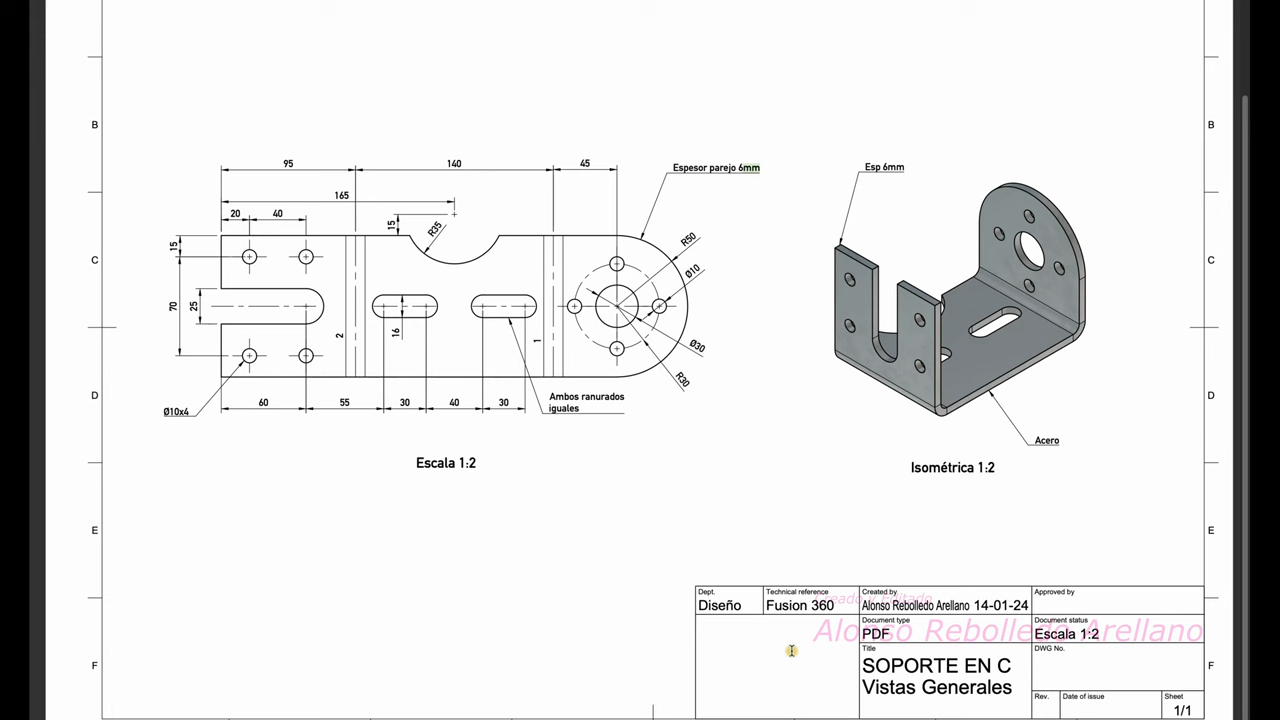 B
B
95
140
45
Espesor parejo 6mm
Esp 6mm
165
20
40
15
15
R35
R50
Ø10
C
C
70
25
16
2
1
Ø30
R30
D
D
Ø10x4
60
55
30
40
30
Ambos ranurados
iguales
Acero
Escala 1:2
Isométrica 1:2
E
E
Dept.
Diseño
Technical reference
Fusion 360
Created by
Creado y Editado
Alonso Rebolledo Arellano 14-01-24
Approved by
Document type
PDF
Document status
Escala 1:2
Alonso Rebolledo Arellano
Title
SOPORTE EN C
Vistas Generales
DWG No.
Rev.
Date of issue
Sheet
1/1
F
F